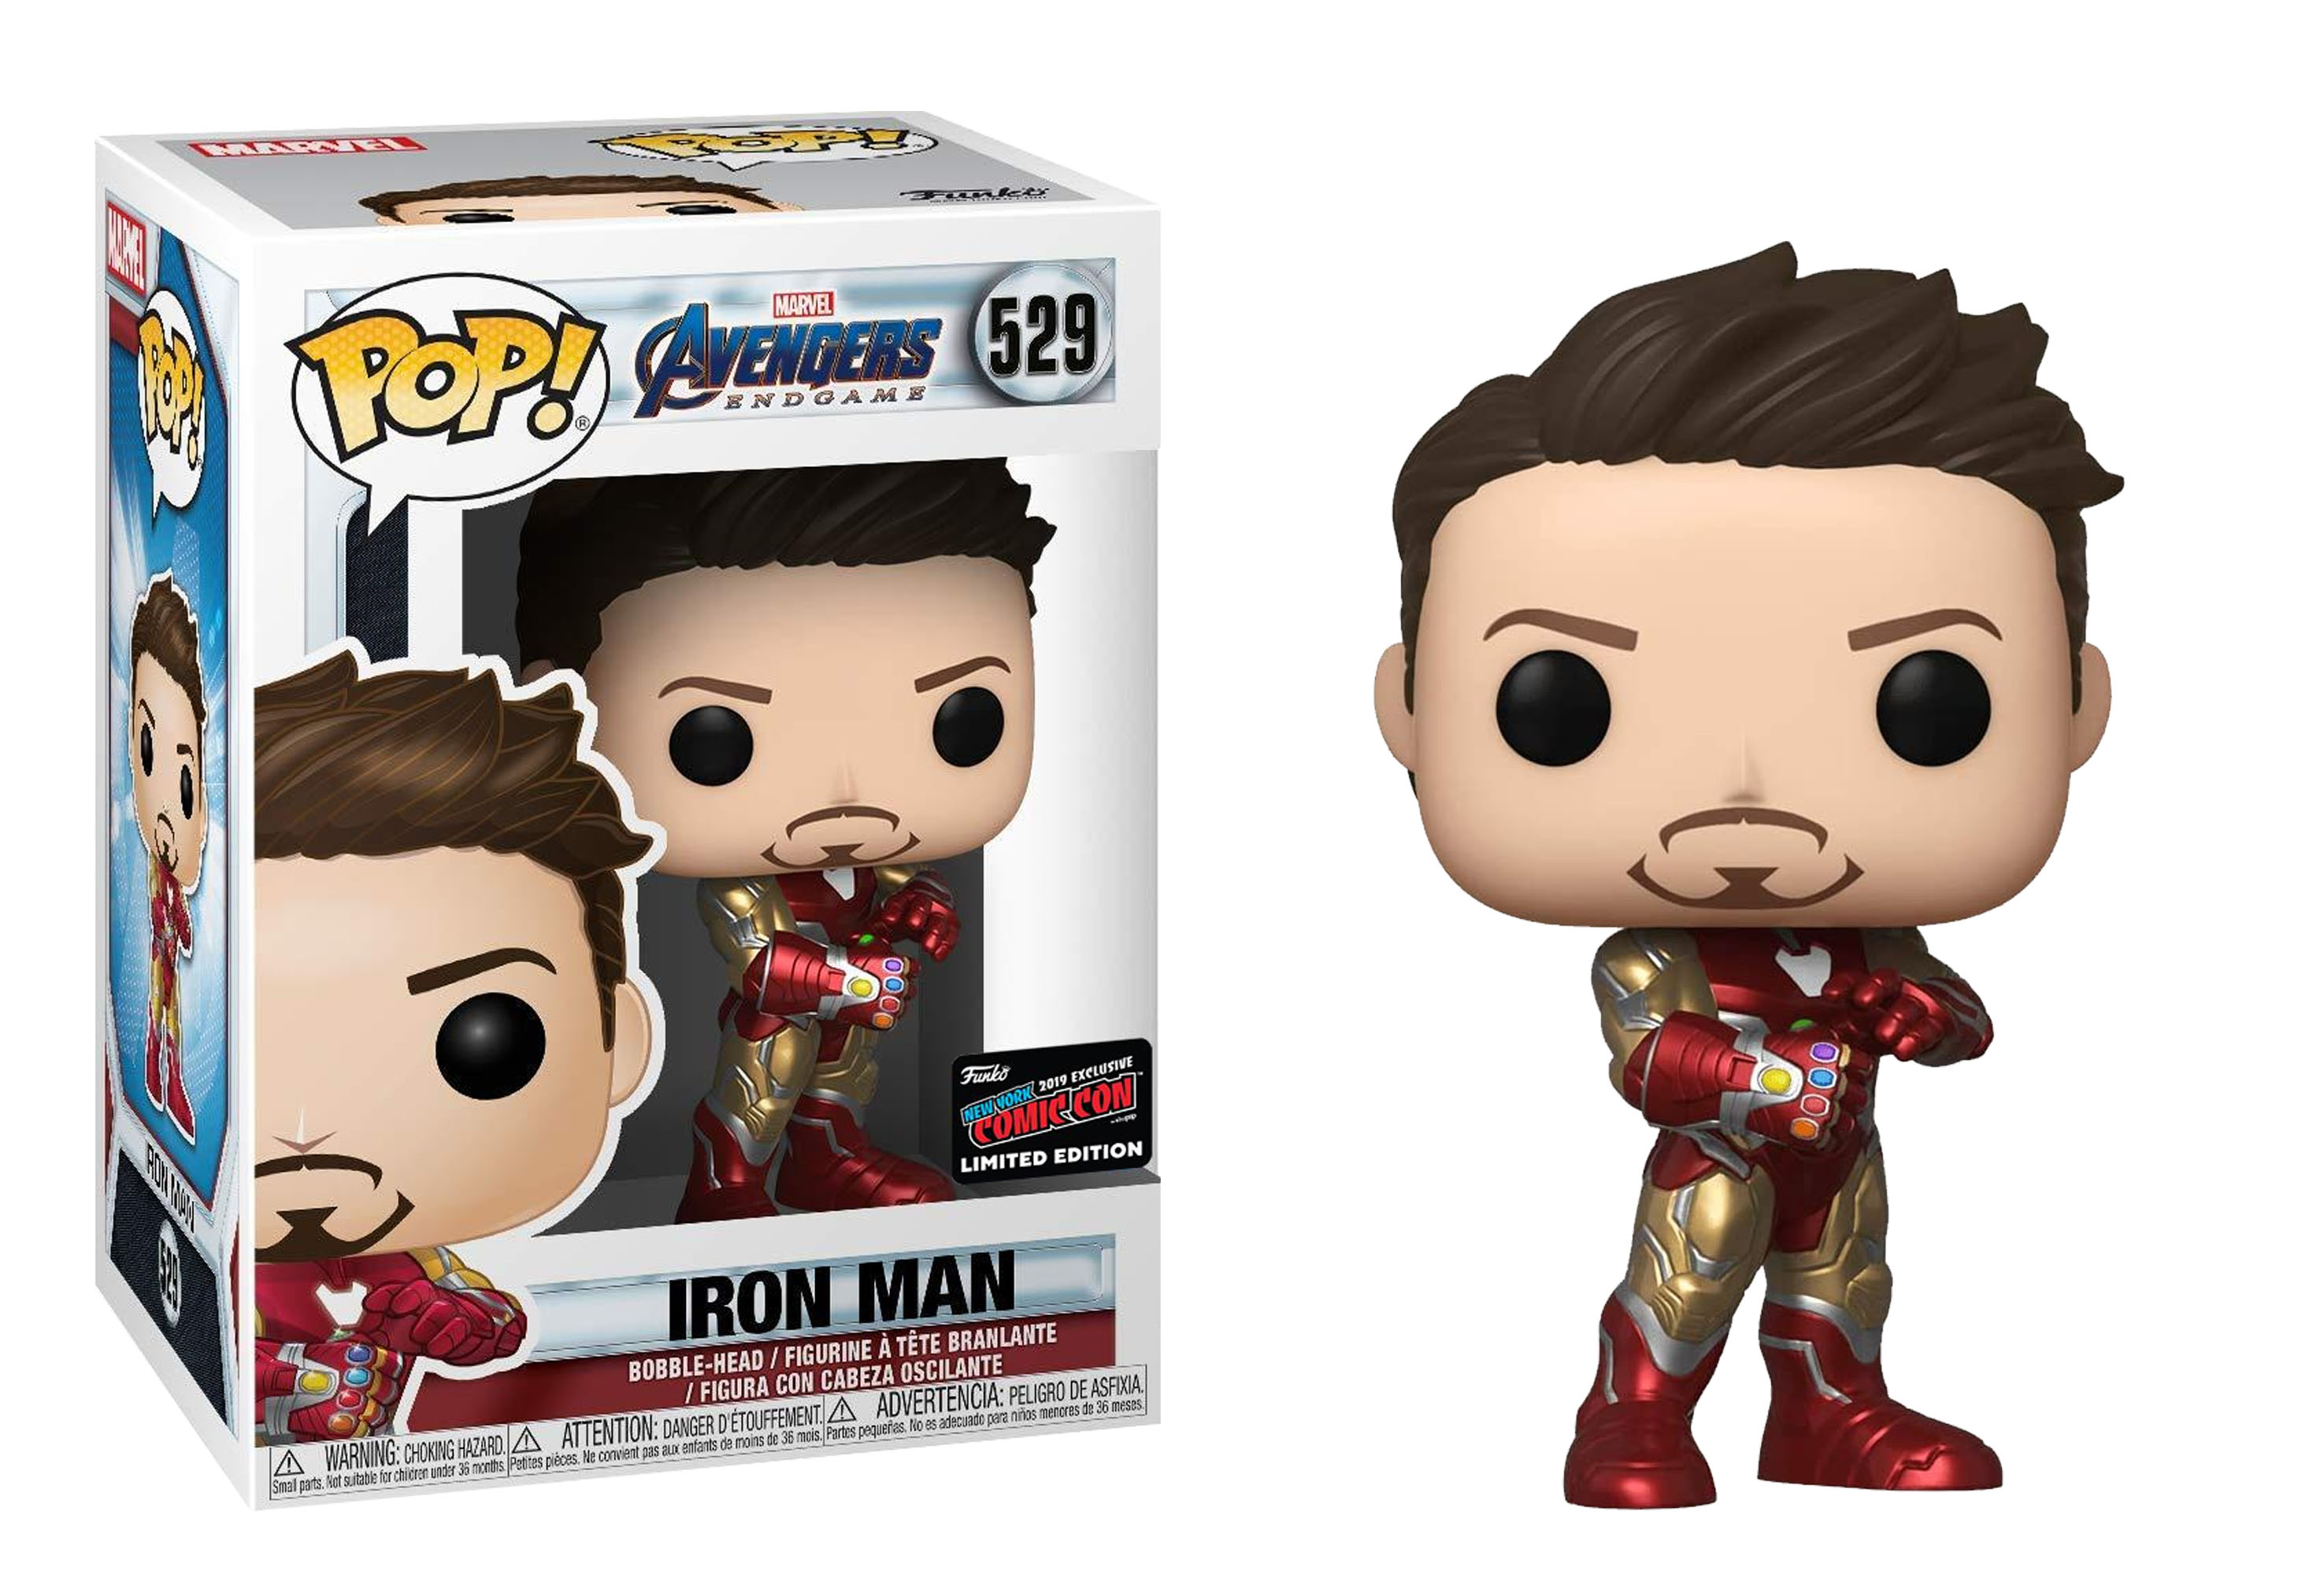 MARVEL
POP!
Funko
MARVEL
POP!
IRON MAN
529
POP!®
MARVEL
AVENGERS
ENDGAME
529
Funko
2019 EXCLUSIVE
NEW YORK
COMIC CON
LIMITED EDITION
IRON MAN
BOBBLE-HEAD / FIGURINE À TÊTE BRANLANTE
/ FIGURA CON CABEZA OSCILANTE
WARNING: CHOKING HAZARD.
Small parts. Not suitable for children under 36 months.
ATTENTION: DANGER D'ÉTOUFFEMENT.
Petites pièces. Ne convient pas aux enfants de moins de 36 mois.
ADVERTENCIA: PELIGRO DE ASFIXIA.
Partes pequeñas. No es adecuado para niños menores de 36 meses.